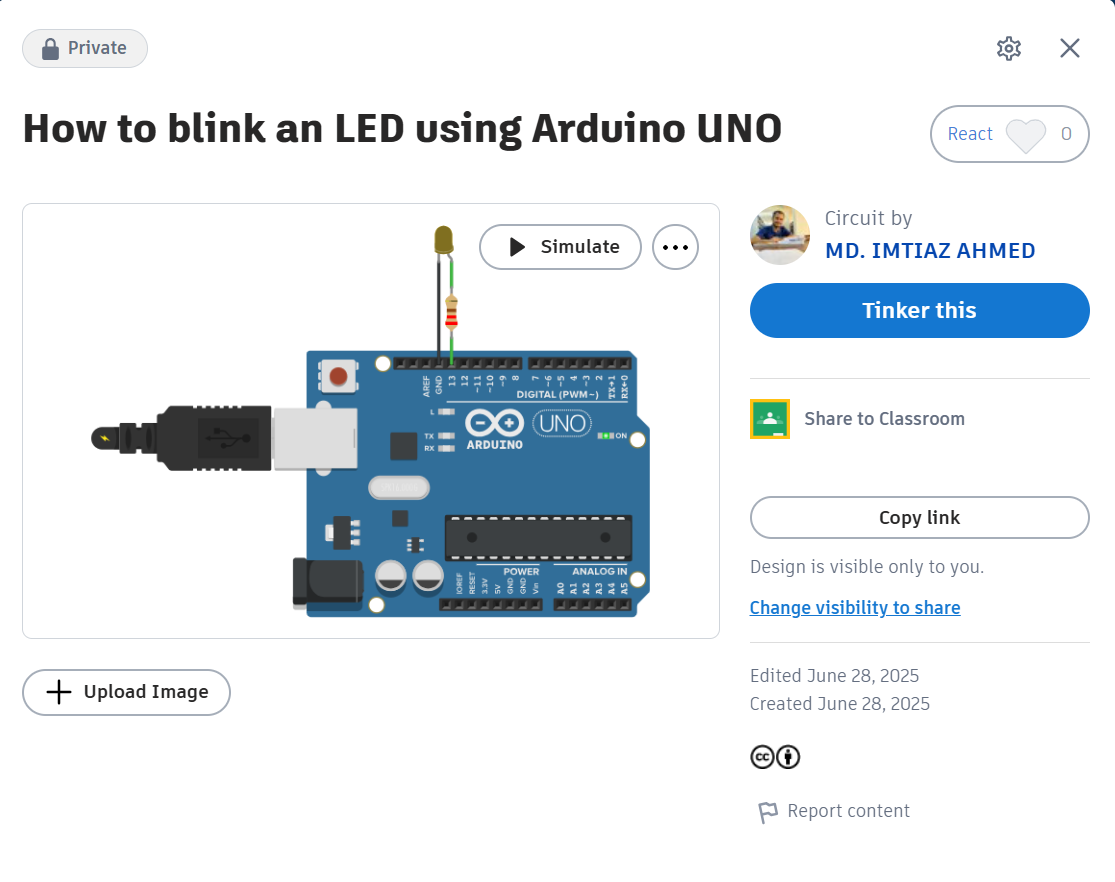 Private
How to blink an LED using Arduino UNO
React 0
Simulate
Circuit by
MD. IMTIAZ AHMED
Tinker this
Share to Classroom
Copy link
Design is visible only to you.
Change visibility to share
Edited June 28, 2025
Created June 28, 2025
cc
Report content
AREF
GND
13
12
~11
~10
~9
8
7
~6
~5
4
~3
2
TX→1
RX←0
DIGITAL (PWM~)
L
TX
RX
UNO
ARDUINO
ON
POWER
ANALOG IN
IOREF
RESET
3.3V
5V
GND
GND
Vin
A0
A1
A2
A3
A4
A5
Upload Image